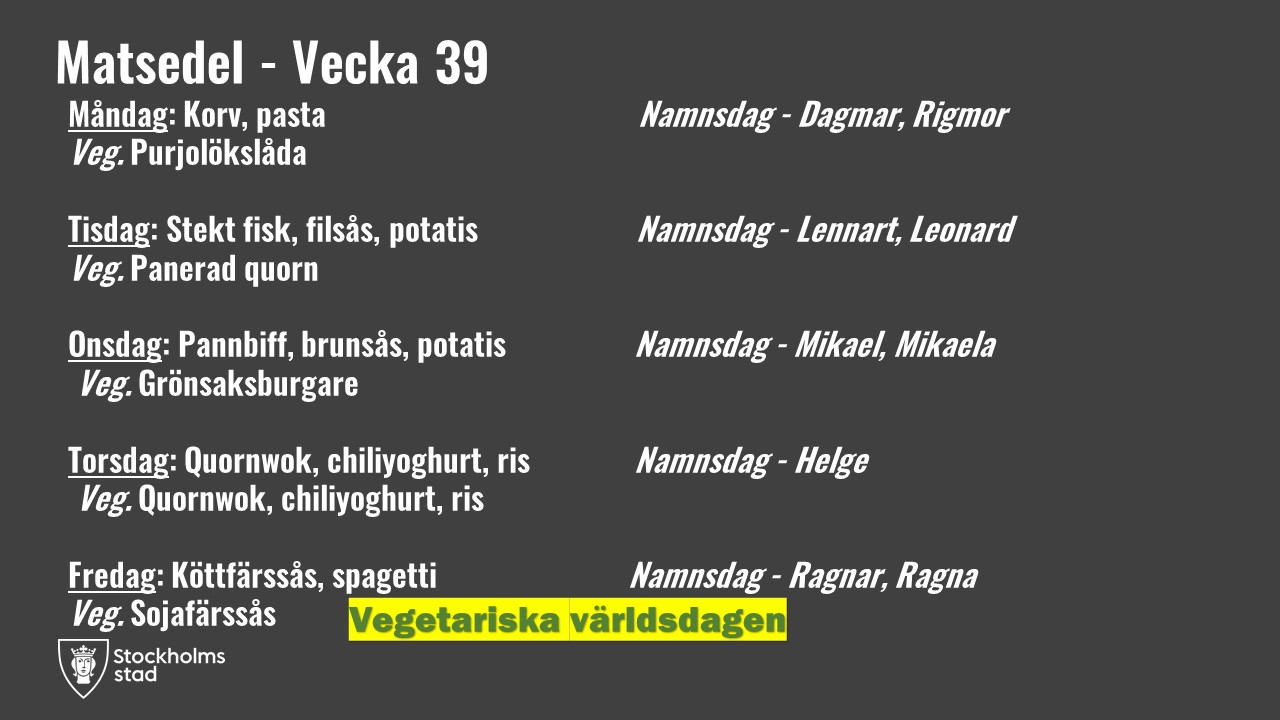 Matsedel - Vecka 39
Måndag: Korv, pasta
Namnsdag - Dagmar, Rigmor
Veg. Purjolökslåda
Tisdag: Stekt fisk, filsås, potatis
Namnsdag - Lennart, Leonard
Veg. Panerad quorn
Onsdag: Pannbiff, brunsås, potatis
Namnsdag - Mikael, Mikaela
Veg. Grönsaksburgare
Torsdag: Quornwok, chiliyoghurt, ris
Namnsdag - Helge
Veg. Quornwok, chiliyoghurt, ris
Fredag: Köttfärssås, spagetti
Namnsdag - Ragnar, Ragna
Veg. Sojafärssås
Vegetariska världsdagen
Stockholms
stad